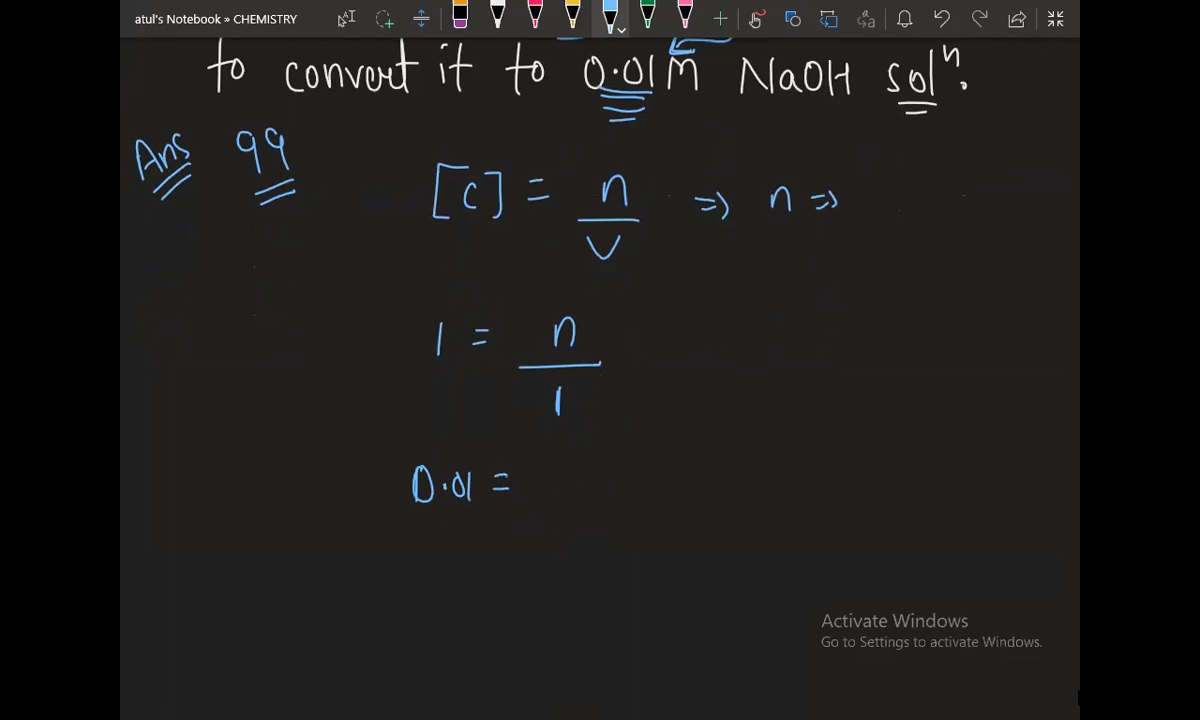 atul's Notebook » CHEMISTRY
to convert it to 0.01 M NaOH solⁿ.
Ans 99
[C] = n / V => n =>
1 = n / 1
0.01 =
Activate Windows
Go to Settings to activate Windows.